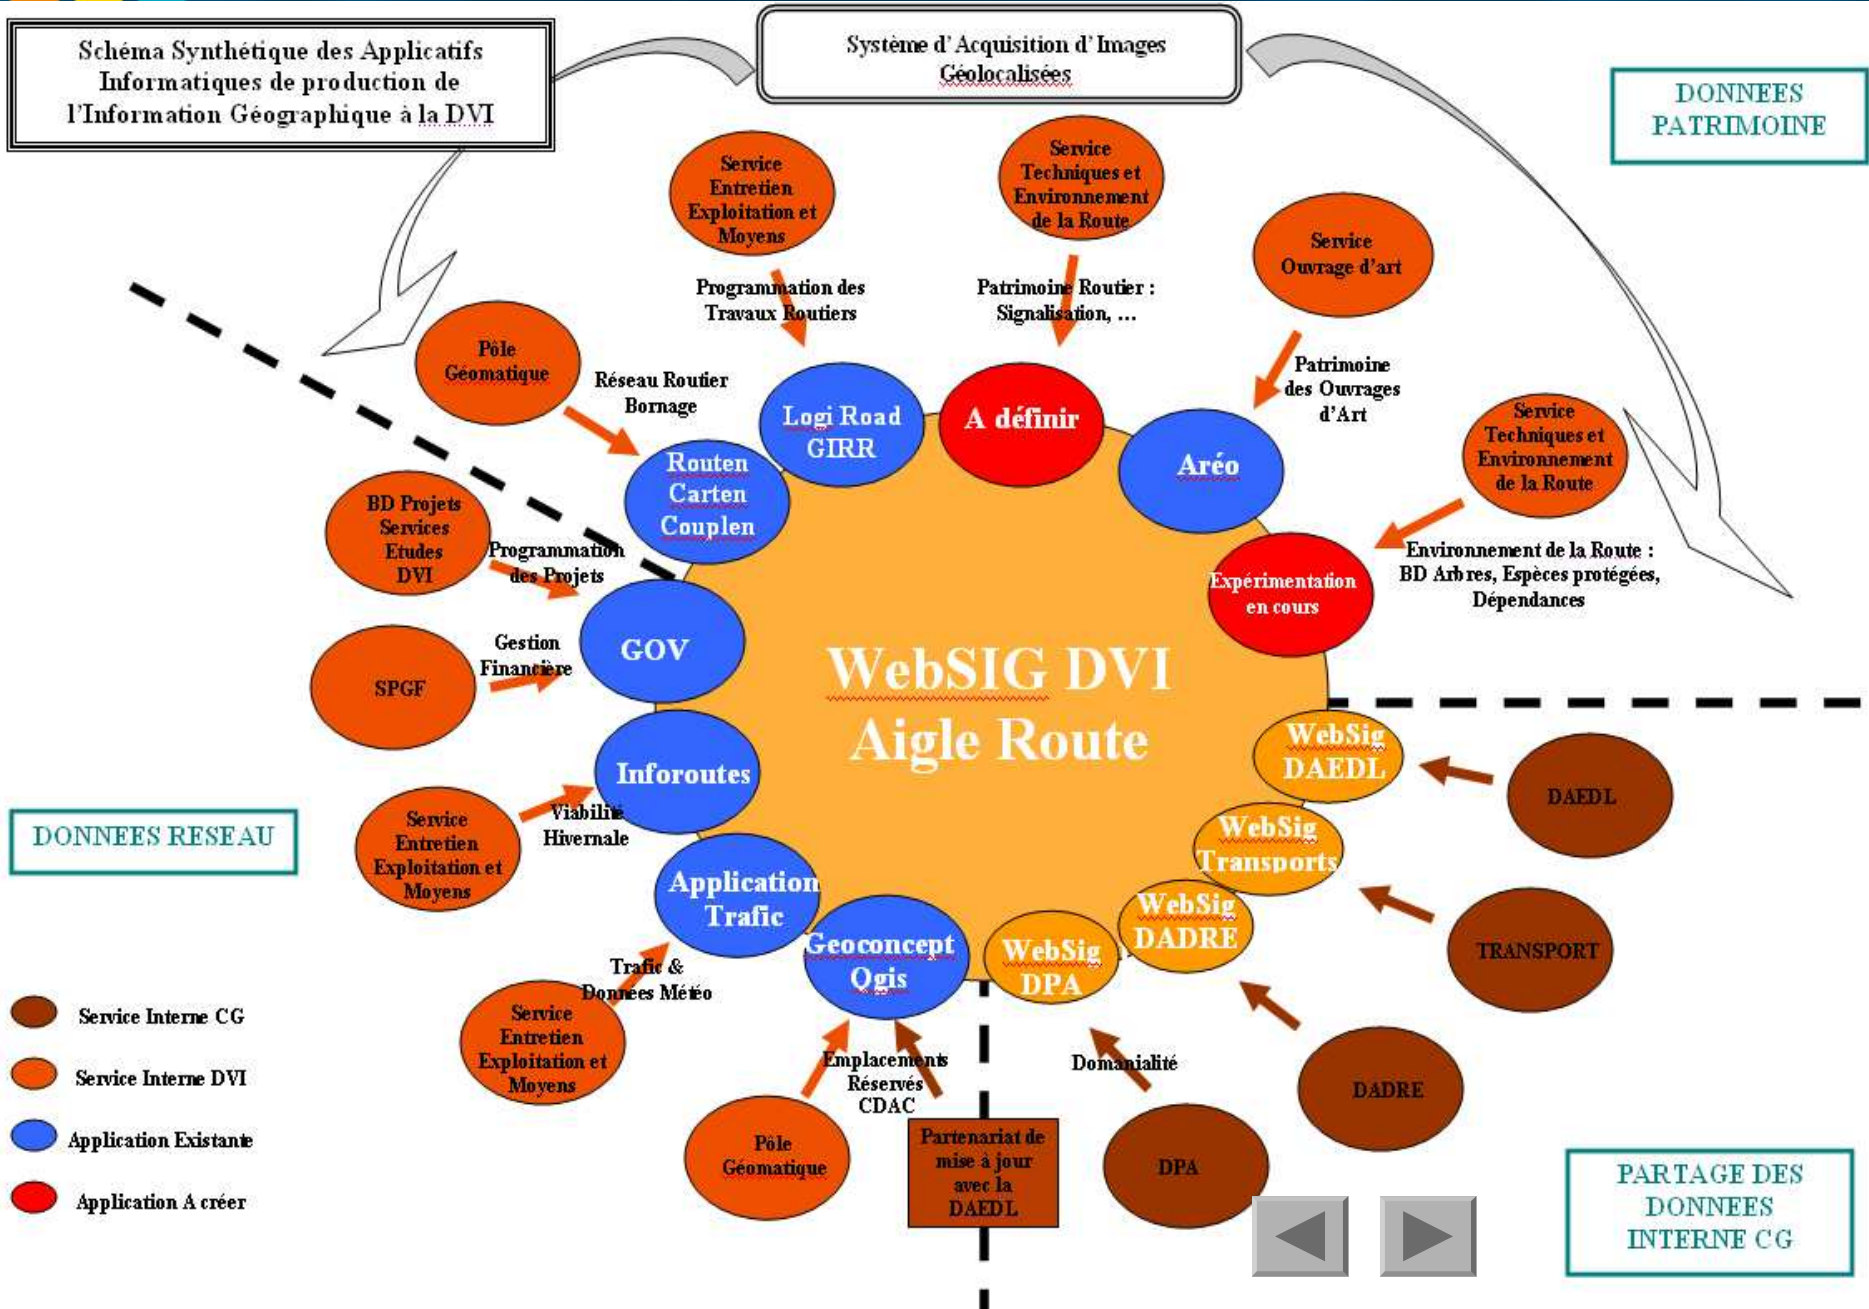 Schéma Synthétique des Applicatifs
Informatiques de production de
l'Information Géographique à la DVI
Système d'Acquisition d'Images
Géolocalisées
DONNEES
PATRIMOINE
Service
Entretien
Exploitation et
Moyens
Service
Techniques et
Environnement
de la Route
Service
Ouvrage d'art
Programmation des
Travaux Routiers
Patrimoine Routier :
Signalisation, ...
Pôle
Géomatique
Réseau Routier
Bornage
Patrimoine
des Ouvrages
d'Art
Logi Road
GIRR
A définir
Aréo
Service
Techniques et
Environnement
de la Route
Routen
Carten
Couplen
BD Projets
Services
Etudes
DVI
Programmation
des Projets
Environnement de la Route :
BD Arbres, Espèces protégées,
Dépendances
Expérimentation
en cours
GOV
Gestion
Financière
SPGF
WebSIG DVI
Aigle Route
Inforoutes
WebSig
DAEDL
DAEDL
Viabilité
Hivernale
Service
Entretien
Exploitation et
Moyens
DONNEES RESEAU
WebSig
Transports
Application
Trafic
WebSig
DADRE
Geoconcept
Qgis
WebSig
DPA
TRANSPORT
Trafic &
Données Météo
Service
Entretien
Exploitation et
Moyens
Service Interne CG
Service Interne DVI
Application Existante
Application A créer
Emplacements
Réservés
CDAC
Domanialité
DADRE
Pôle
Géomatique
Partenariat de
mise à jour
avec la
DAEDL
DPA
PARTAGE DES
DONNEES
INTERNE CG